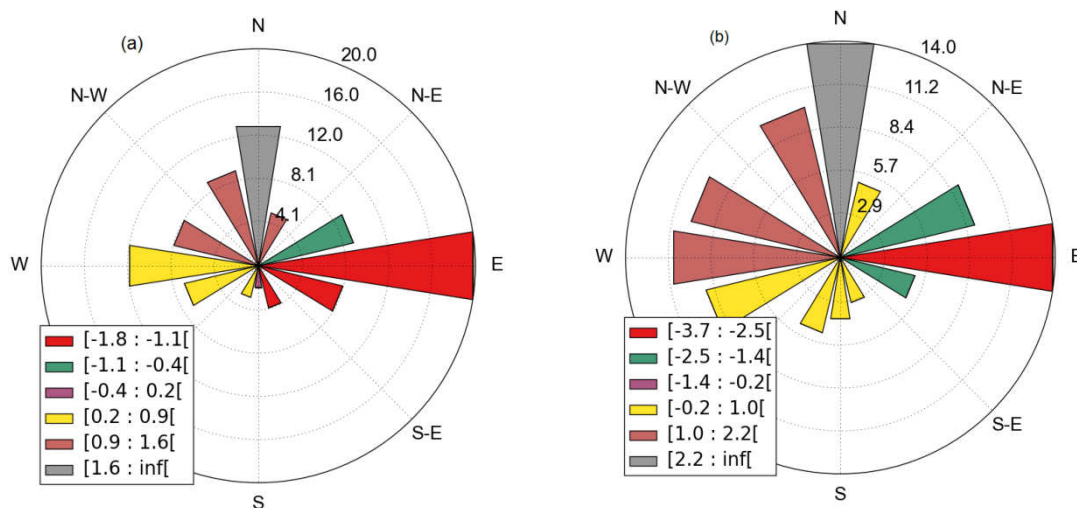 (a)
N
20.0
N-W
N-E
16.0
12.0
8.1
4.1
W
E
S-E
S
[-1.8 : -1.1[
[-1.1 : -0.4[
[-0.4 : 0.2[
[0.2 : 0.9[
[0.9 : 1.6[
[1.6 : inf[
(b)
N
14.0
N-W
N-E
11.2
8.4
5.7
2.9
W
E
S-E
S
[-3.7 : -2.5[
[-2.5 : -1.4[
[-1.4 : -0.2[
[-0.2 : 1.0[
[1.0 : 2.2[
[2.2 : inf[